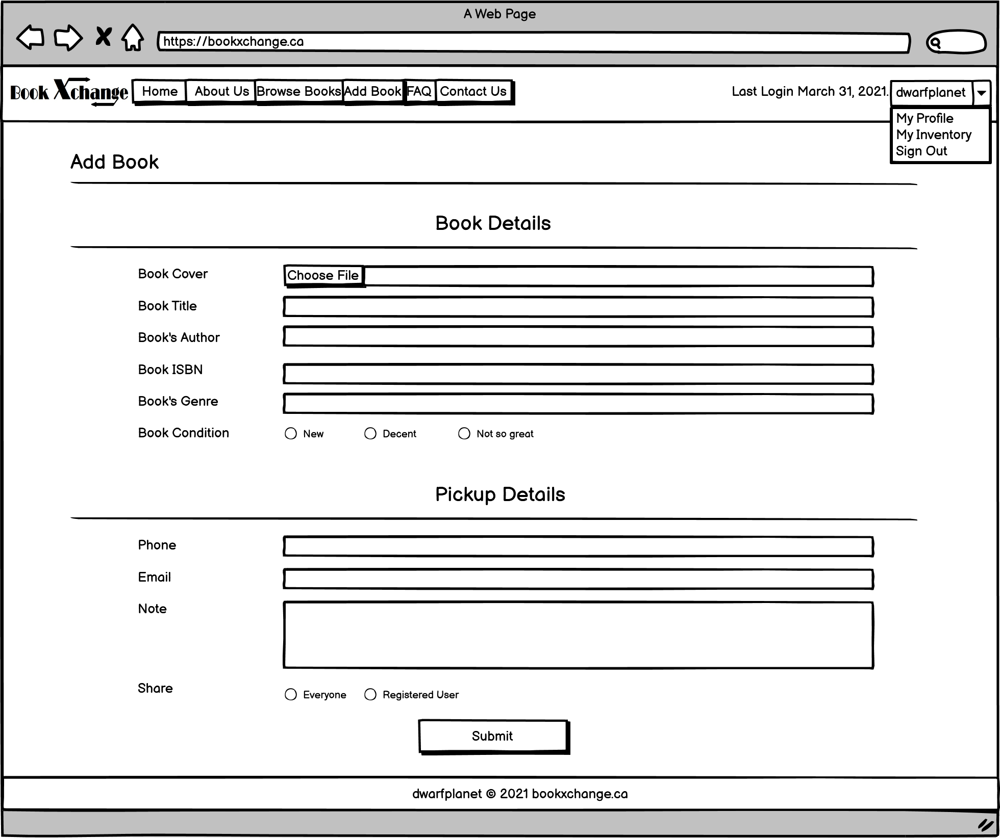 A Web Page
https://bookxchange.ca
Book Xchange Home About Us Browse Books Add Book FAQ Contact Us Last Login March 31, 2021. dwarfplanet
My Profile
My Inventory
Sign Out
Add Book
Book Details
Book Cover Choose File
Book Title
Book's Author
Book ISBN
Book's Genre
Book Condition New Decent Not so great
Pickup Details
Phone
Email
Note
Share Everyone Registered User
Submit
dwarfplanet © 2021 bookxchange.ca